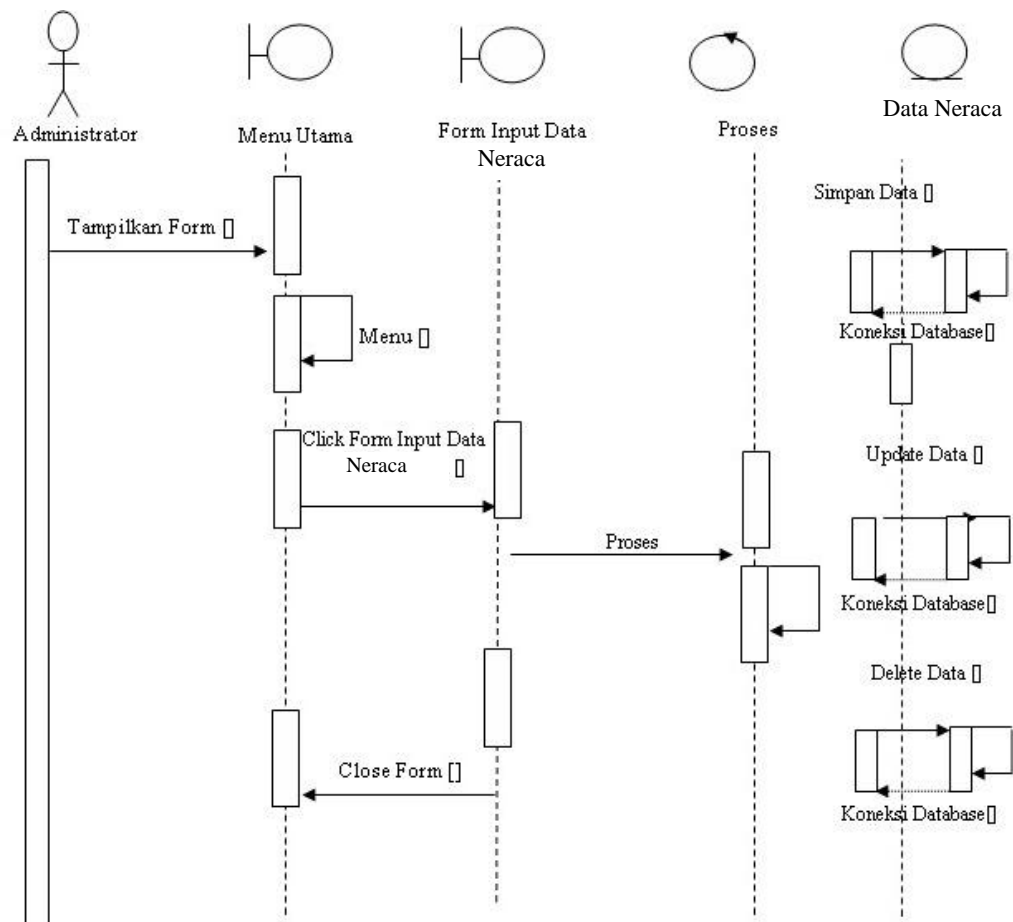 Administrator
Menu Utama
Form Input Data
Neraca
Proses
Data Neraca
Simpan Data []
Tampilkan Form []
Koneksi Database[]
Menu []
Click Form Input Data
Neraca []
Update Data []
Proses
Koneksi Database[]
Delete Data []
Close Form []
Koneksi Database[]